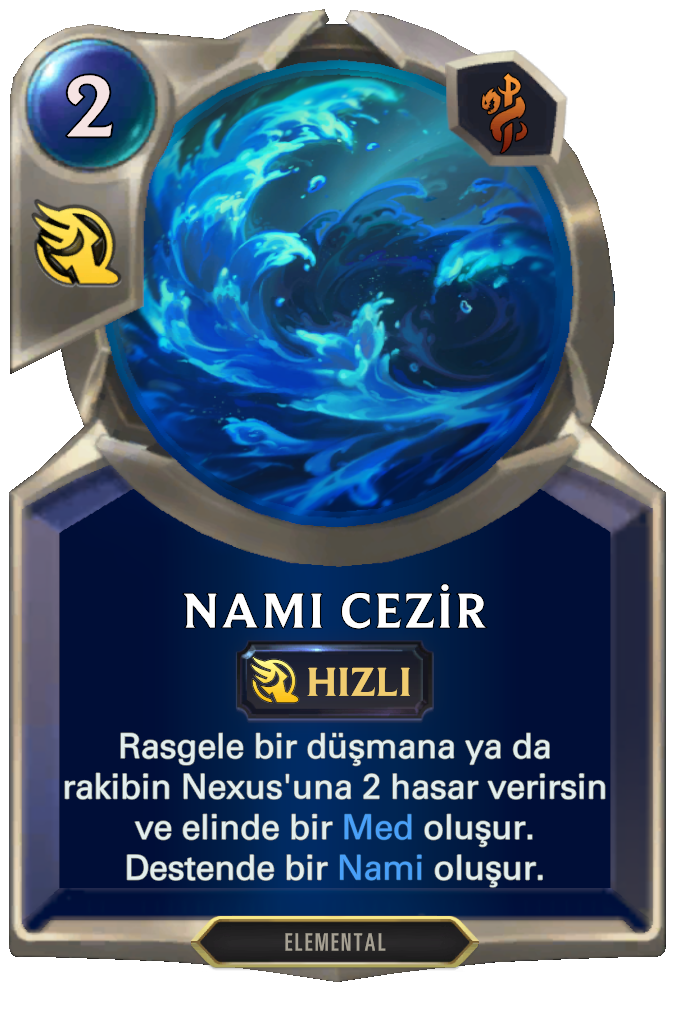 2
NAMI CEZİR
HIZLI
Rasgele bir düşmana ya da
rakibin Nexus'una 2 hasar verirsin
ve elinde bir Med oluşur.
Destende bir Nami oluşur.
ELEMENTAL